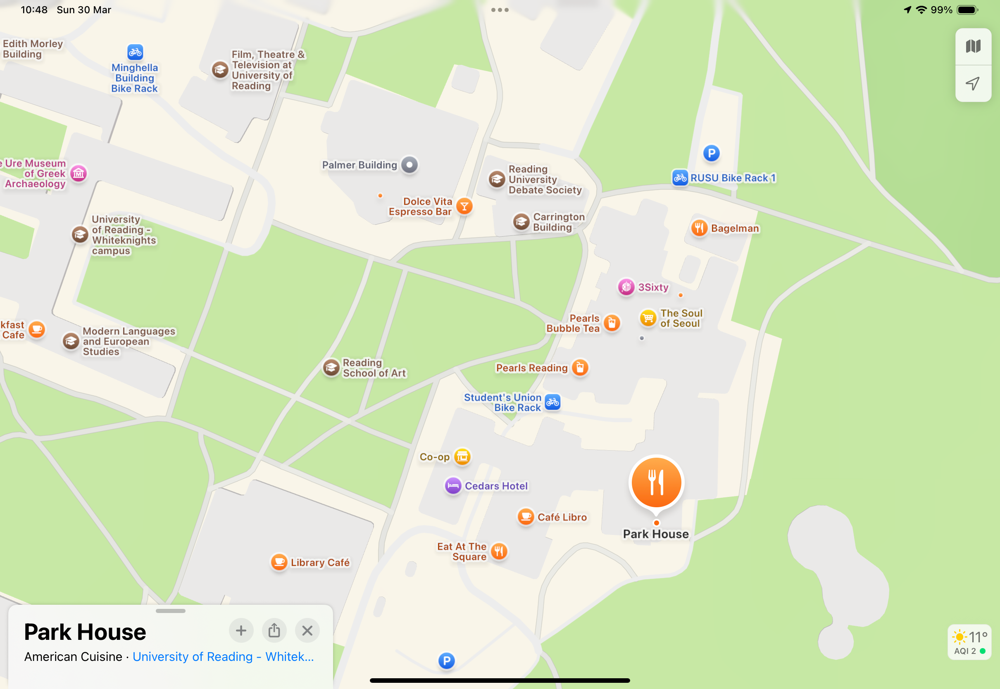 10:48 Sun 30 Mar
99%
Edith Morley
Building
Minghella
Building
Bike Rack
Film, Theatre &
Television at
University of
Reading
e Ure Museum
of Greek
Archaeology
Palmer Building
Reading
University
Debate Society
P
RUSU Bike Rack 1
Dolce Vita
Espresso Bar
Carrington
Building
Bagelman
University
of Reading -
Whiteknights
campus
3Sixty
The Soul
of Seoul
Pearls
Bubble Tea
kfast
Cafe
Modern Languages
and European
Studies
Reading
School of Art
Pearls Reading
Student's Union
Bike Rack
Co-op
Cedars Hotel
Café Libro
Park House
Eat At The
Square
Library Café
Park House
American Cuisine · University of Reading - Whitek...
P
11°
AQI 2